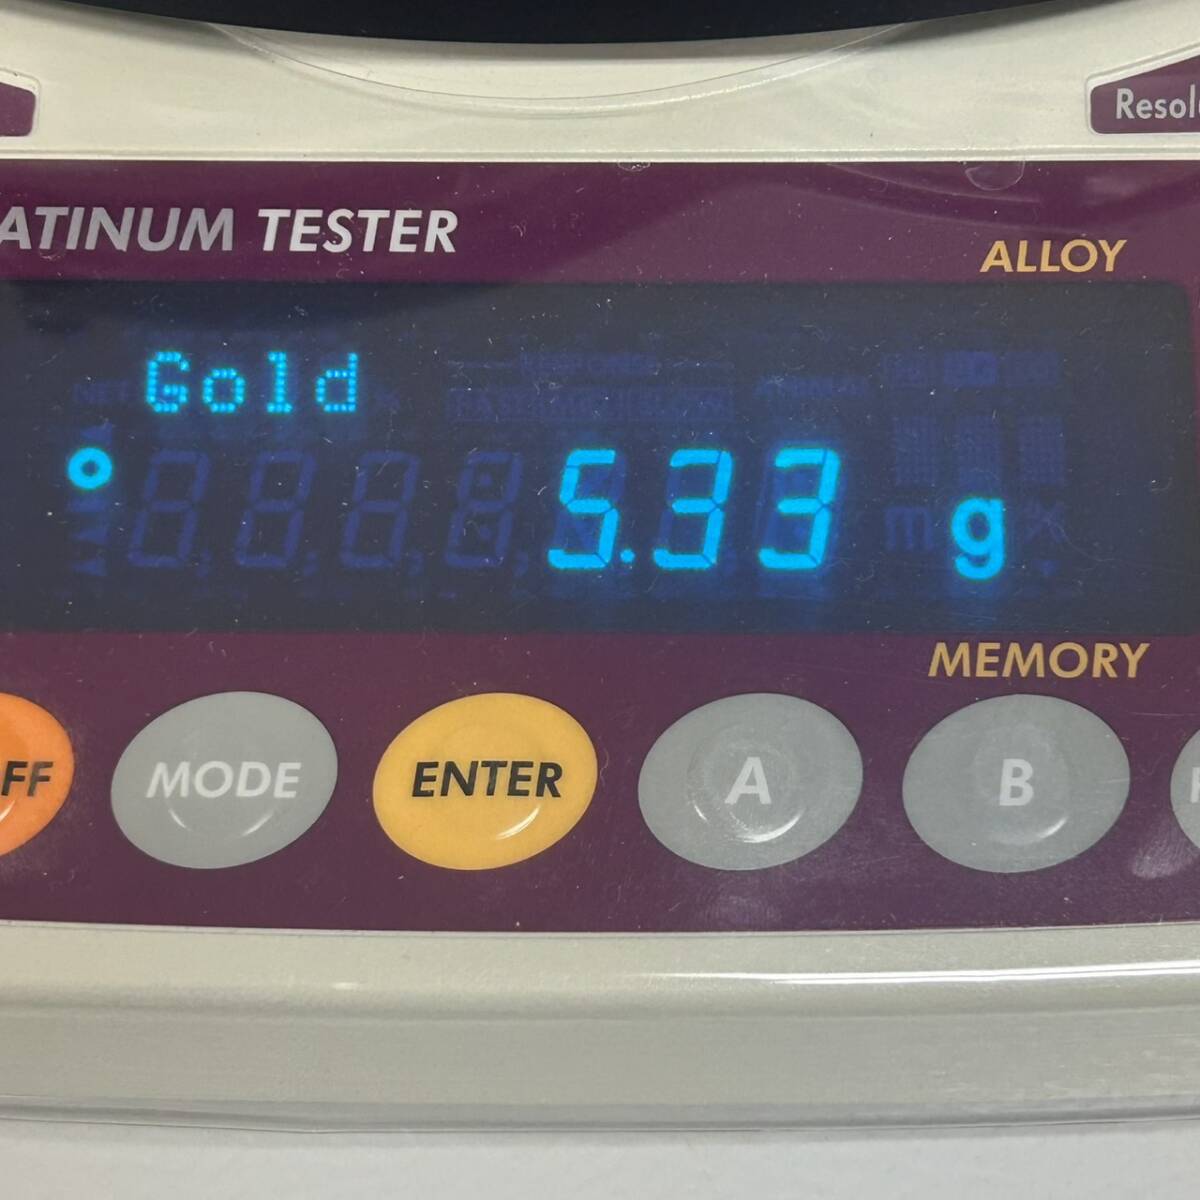 Resol
ATINUM TESTER
ALLOY
Gold
5.33 g
MEMORY
FF
MODE
ENTER
A
B